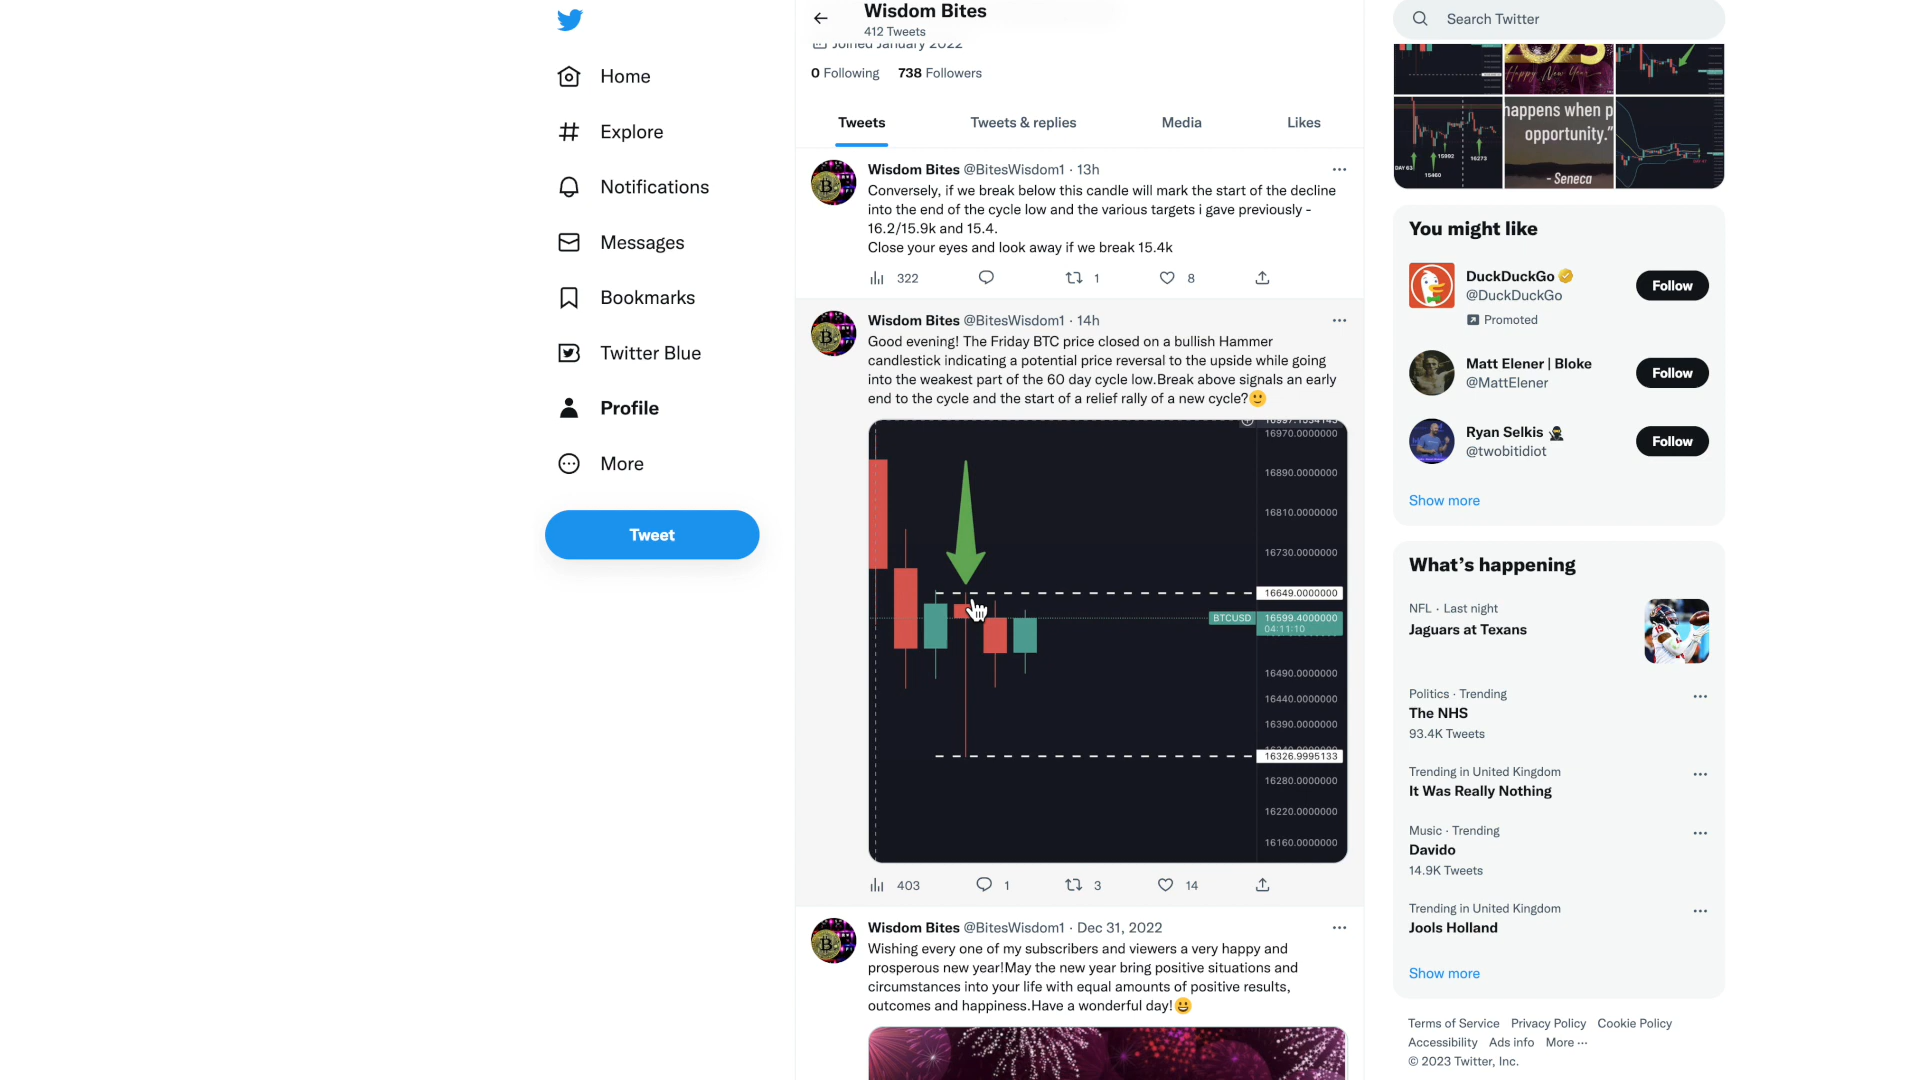 Home
Explore
Notifications
Messages
Bookmarks
Twitter Blue
Profile
More
Tweet
Wisdom Bites
412 Tweets
Joined January 2022
0 Following 738 Followers
Tweets Tweets & replies Media Likes
Wisdom Bites @BitesWisdom1 · 13h
Conversely, if we break below this candle will mark the start of the decline
into the end of the cycle low and the various targets i gave previously -
16.2/15.9k and 15.4.
Close your eyes and look away if we break 15.4k
322 1 8
Wisdom Bites @BitesWisdom1 · 14h
Good evening! The Friday BTC price closed on a bullish Hammer
candlestick indicating a potential price reversal to the upside while going
into the weakest part of the 60 day cycle low.Break above signals an early
end to the cycle and the start of a relief rally of a new cycle?🙂
16970.0000000
16890.0000000
16810.0000000
16730.0000000
16649.0000000
BTCUSD 16599.4000000
04:11:10
16490.0000000
16440.0000000
16390.0000000
16326.9995133
16280.0000000
16220.0000000
16160.0000000
403 1 3 14
Wisdom Bites @BitesWisdom1 · Dec 31, 2022
Wishing every one of my subscribers and viewers a very happy and
prosperous new year!May the new year bring positive situations and
circumstances into your life with equal amounts of positive results,
outcomes and happiness.Have a wonderful day!😀
Search Twitter
2023
Happy New Year
DAY 63
15992
15460
16273
happens when p
opportunity.”
- Seneca
You might like
DuckDuckGo
@DuckDuckGo
Promoted
Follow
Matt Elener | Bloke
@MattElener
Follow
Ryan Selkis 🥷
@twobitidiot
Follow
Show more
What’s happening
NFL · Last night
Jaguars at Texans
Politics · Trending
The NHS
93.4K Tweets
Trending in United Kingdom
It Was Really Nothing
Music · Trending
Davido
14.9K Tweets
Trending in United Kingdom
Jools Holland
Show more
Terms of Service Privacy Policy Cookie Policy
Accessibility Ads info More ···
© 2023 Twitter, Inc.